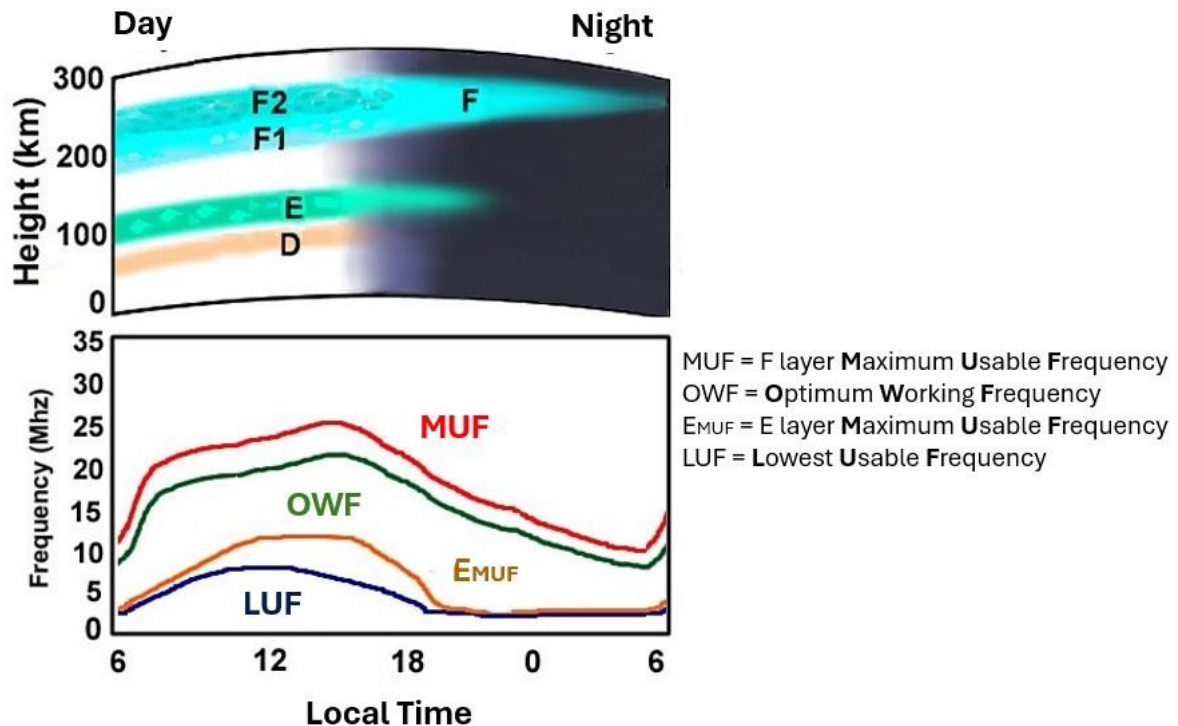 Day
Night
Height (km)
300
200
100
0
F2
F
F1
E
D
Frequency (Mhz)
35
30
25
20
15
10
5
0
MUF
OWF
EMUF
LUF
6
12
18
0
6
Local Time
MUF = F layer Maximum Usable Frequency
OWF = Optimum Working Frequency
EMUF = E layer Maximum Usable Frequency
LUF = Lowest Usable Frequency